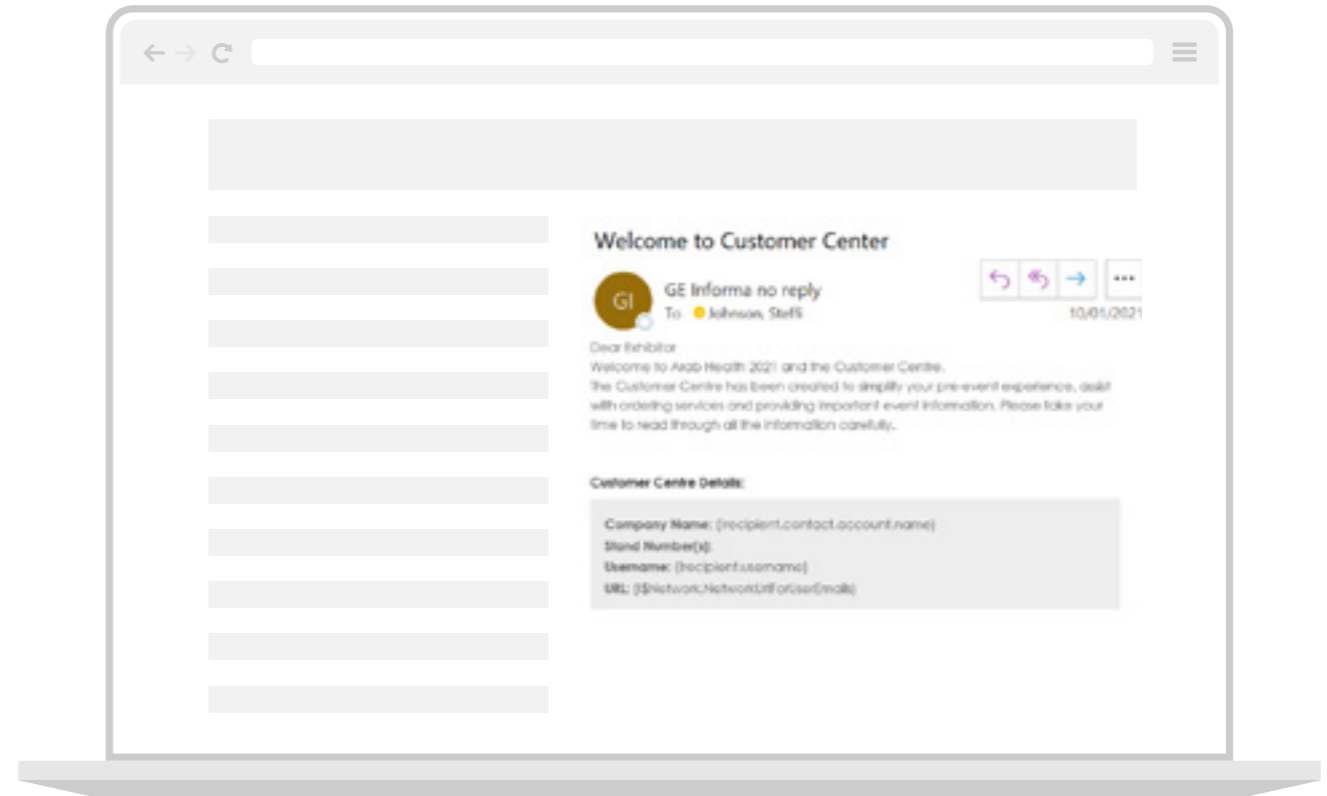 Welcome to Customer Center
GI
GE Informa no reply
To Johnson, Steffi
10/01/2021
Dear Exhibitor
Welcome to Arab Health 2021 and the Customer Centre.
The Customer Centre has been created to simplify your pre-event experience, assist
with ordering services and providing important event information. Please take your
time to read through all the information carefully.
Customer Centre Details:
Company Name: {!recipient.contact.account.name}
Stand Number(s):
Username: {!recipient.username}
URL: {!$Network.NetworkUrlForUserEmails}